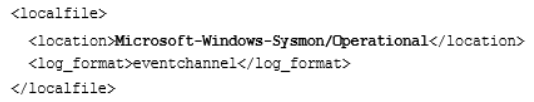 <localfile>
<location>Microsoft-Windows-Sysmon/Operational</location>
<log_format>eventchannel</log_format>
</localfile>